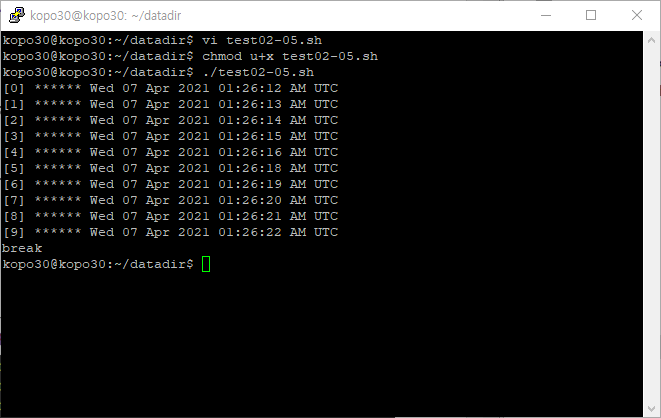 kopo30@kopo30: ~/datadir
kopo30@kopo30:~/datadir$ vi test02-05.sh
kopo30@kopo30:~/datadir$ chmod u+x test02-05.sh
kopo30@kopo30:~/datadir$ ./test02-05.sh
[0] ****** Wed 07 Apr 2021 01:26:12 AM UTC
[1] ****** Wed 07 Apr 2021 01:26:13 AM UTC
[2] ****** Wed 07 Apr 2021 01:26:14 AM UTC
[3] ****** Wed 07 Apr 2021 01:26:15 AM UTC
[4] ****** Wed 07 Apr 2021 01:26:16 AM UTC
[5] ****** Wed 07 Apr 2021 01:26:18 AM UTC
[6] ****** Wed 07 Apr 2021 01:26:19 AM UTC
[7] ****** Wed 07 Apr 2021 01:26:20 AM UTC
[8] ****** Wed 07 Apr 2021 01:26:21 AM UTC
[9] ****** Wed 07 Apr 2021 01:26:22 AM UTC
break
kopo30@kopo30:~/datadir$